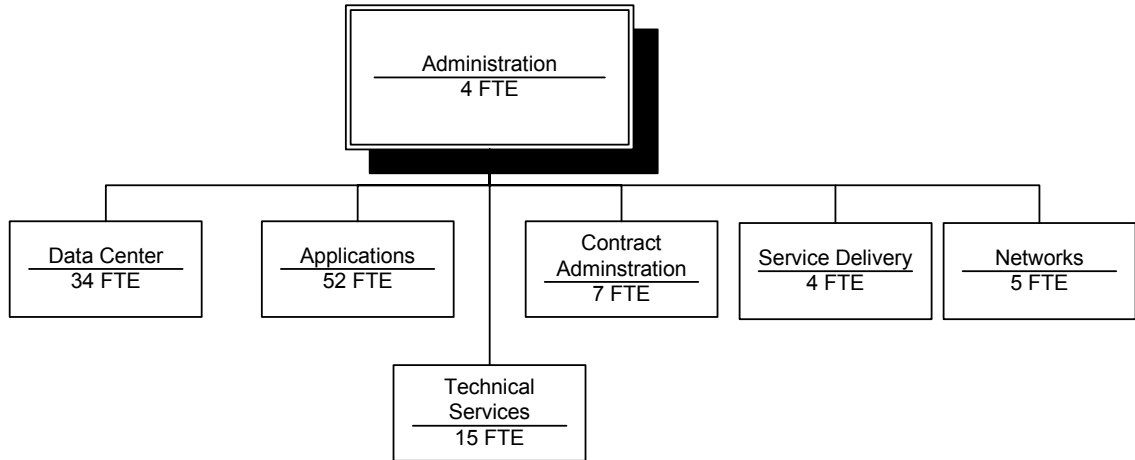 Administration
4 FTE
Data Center
34 FTE
Applications
52 FTE
Contract
Adminstration
7 FTE
Service Delivery
4 FTE
Networks
5 FTE
Technical
Services
15 FTE